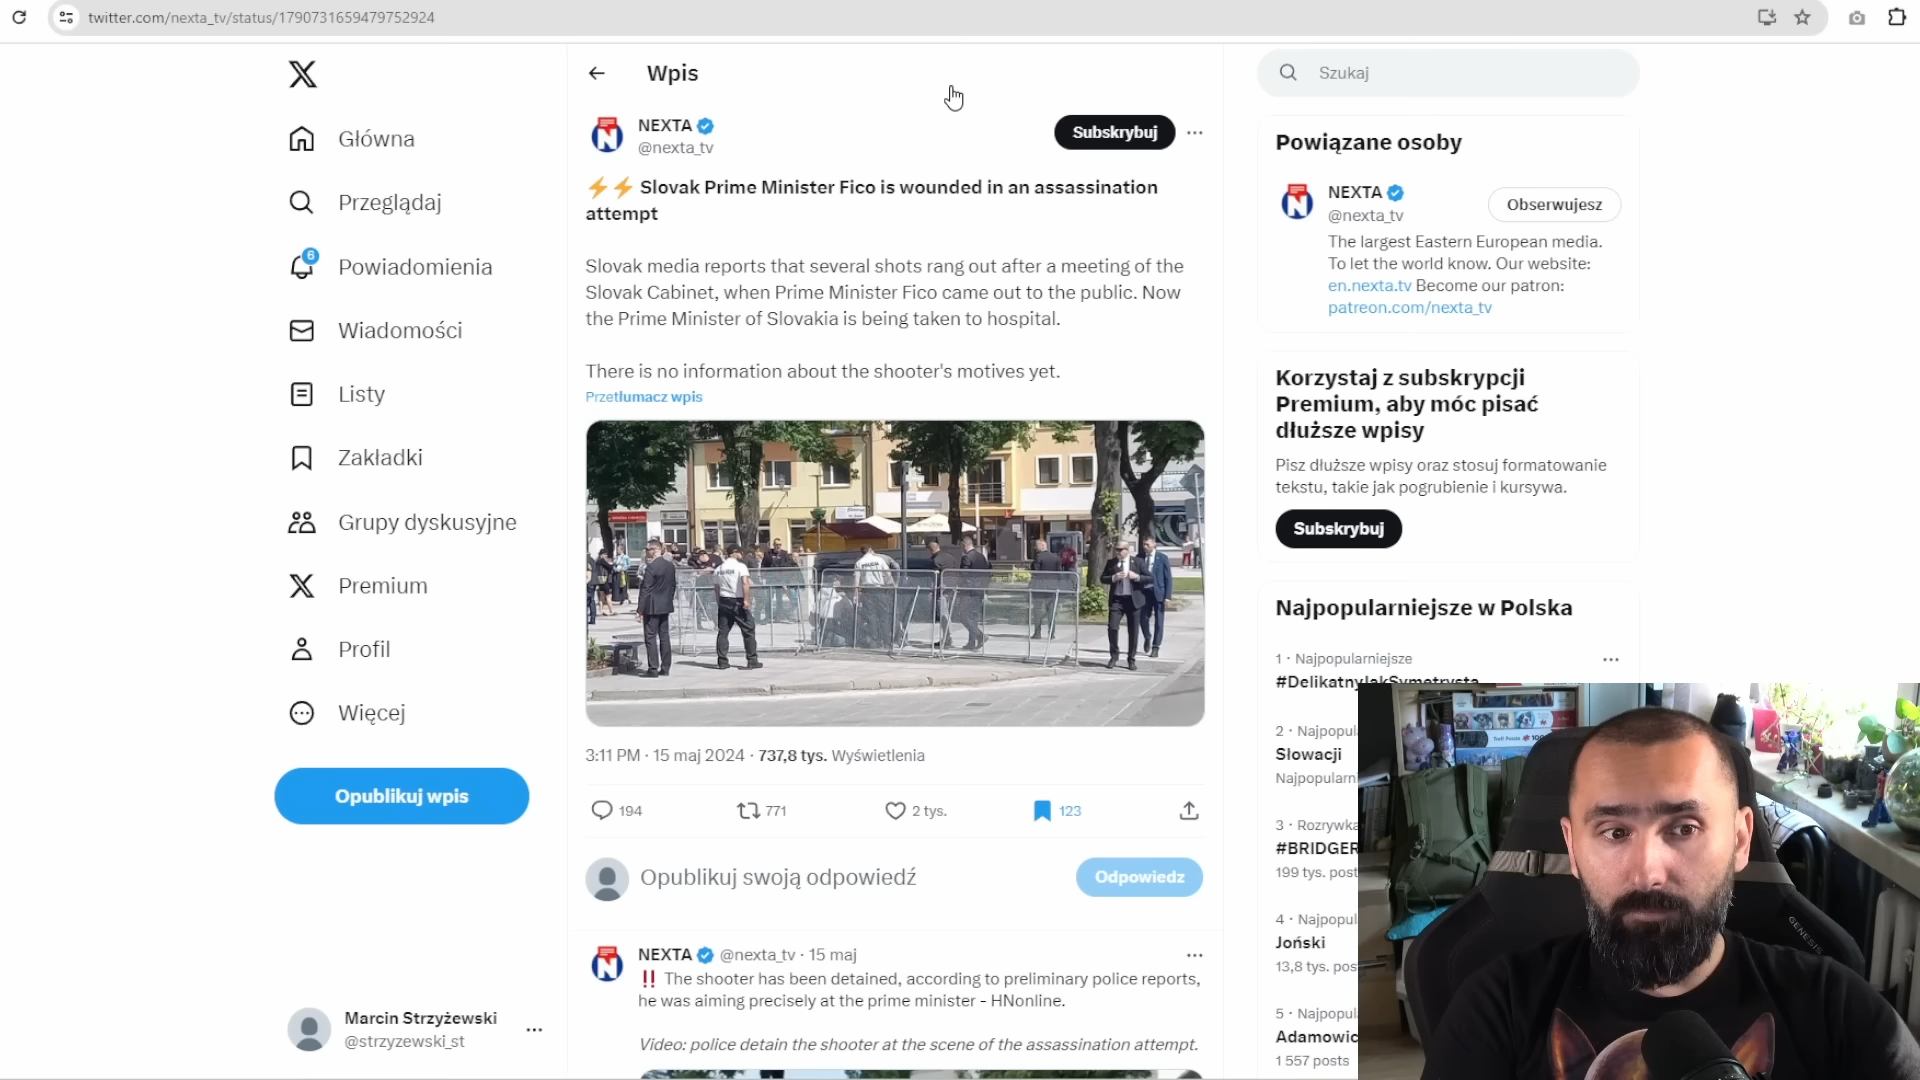 twitter.com/nexta_tv/status/1790731659479752924
Główna
Przeglądaj
6
Powiadomienia
Wiadomości
Listy
Zakładki
Grupy dyskusyjne
Premium
Profil
Więcej
Opublikuj wpis
Marcin Strzyżewski
@strzyzewski_st
Wpis
NEXTA
@nexta_tv
Subskrybuj
⚡⚡ Slovak Prime Minister Fico is wounded in an assassination
attempt
Slovak media reports that several shots rang out after a meeting of the
Slovak Cabinet, when Prime Minister Fico came out to the public. Now
the Prime Minister of Slovakia is being taken to hospital.
There is no information about the shooter's motives yet.
Przetłumacz wpis
3:11 PM · 15 maj 2024 · 737,8 tys. Wyświetlenia
194 771 2 tys. 123
Opublikuj swoją odpowiedź
Odpowiedz
NEXTA @nexta_tv · 15 maj
‼️ The shooter has been detained, according to preliminary police reports,
he was aiming precisely at the prime minister - HNonline.
Video: police detain the shooter at the scene of the assassination attempt.
Szukaj
Powiązane osoby
NEXTA
@nexta_tv
Obserwujesz
The largest Eastern European media.
To let the world know. Our website:
en.nexta.tv Become our patron:
patreon.com/nexta_tv
Korzystaj z subskrypcji
Premium, aby móc pisać
dłuższe wpisy
Pisz dłuższe wpisy oraz stosuj formatowanie
tekstu, takie jak pogrubienie i kursywa.
Subskrybuj
Najpopularniejsze w Polska
1 · Najpopularniejsze
#DelikatnyJakSymetrysta
2 · Najpopul
Słowacji
Najpopularn
3 · Rozrywka
#BRIDGER
199 tys. post
4 · Najpopul
Joński
13,8 tys. pos
5 · Najpopul
Adamowic
1 557 posts
GENESIS